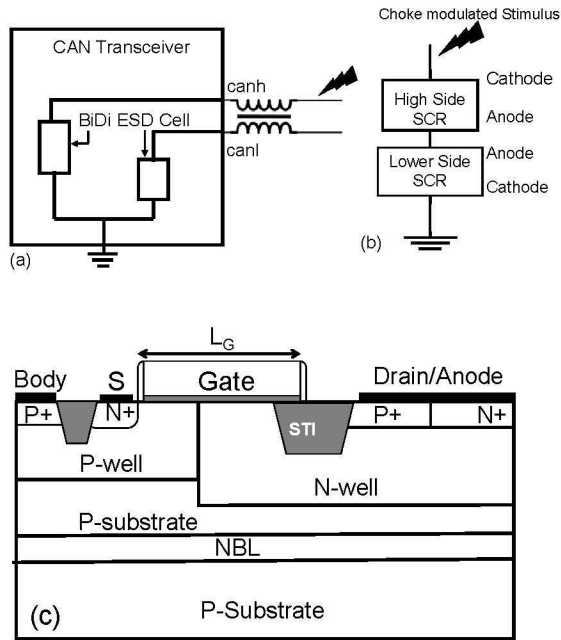 CAN Transceiver
BiDi ESD Cell
canh
canl
(a)
Choke modulated Stimulus
Cathode
High Side
SCR
Anode
Anode
Lower Side
SCR
Cathode
(b)
LG
Body
S
Gate
Drain/Anode
P+
N+
STI
P+
N+
P-well
N-well
P-substrate
NBL
P-Substrate
(c)